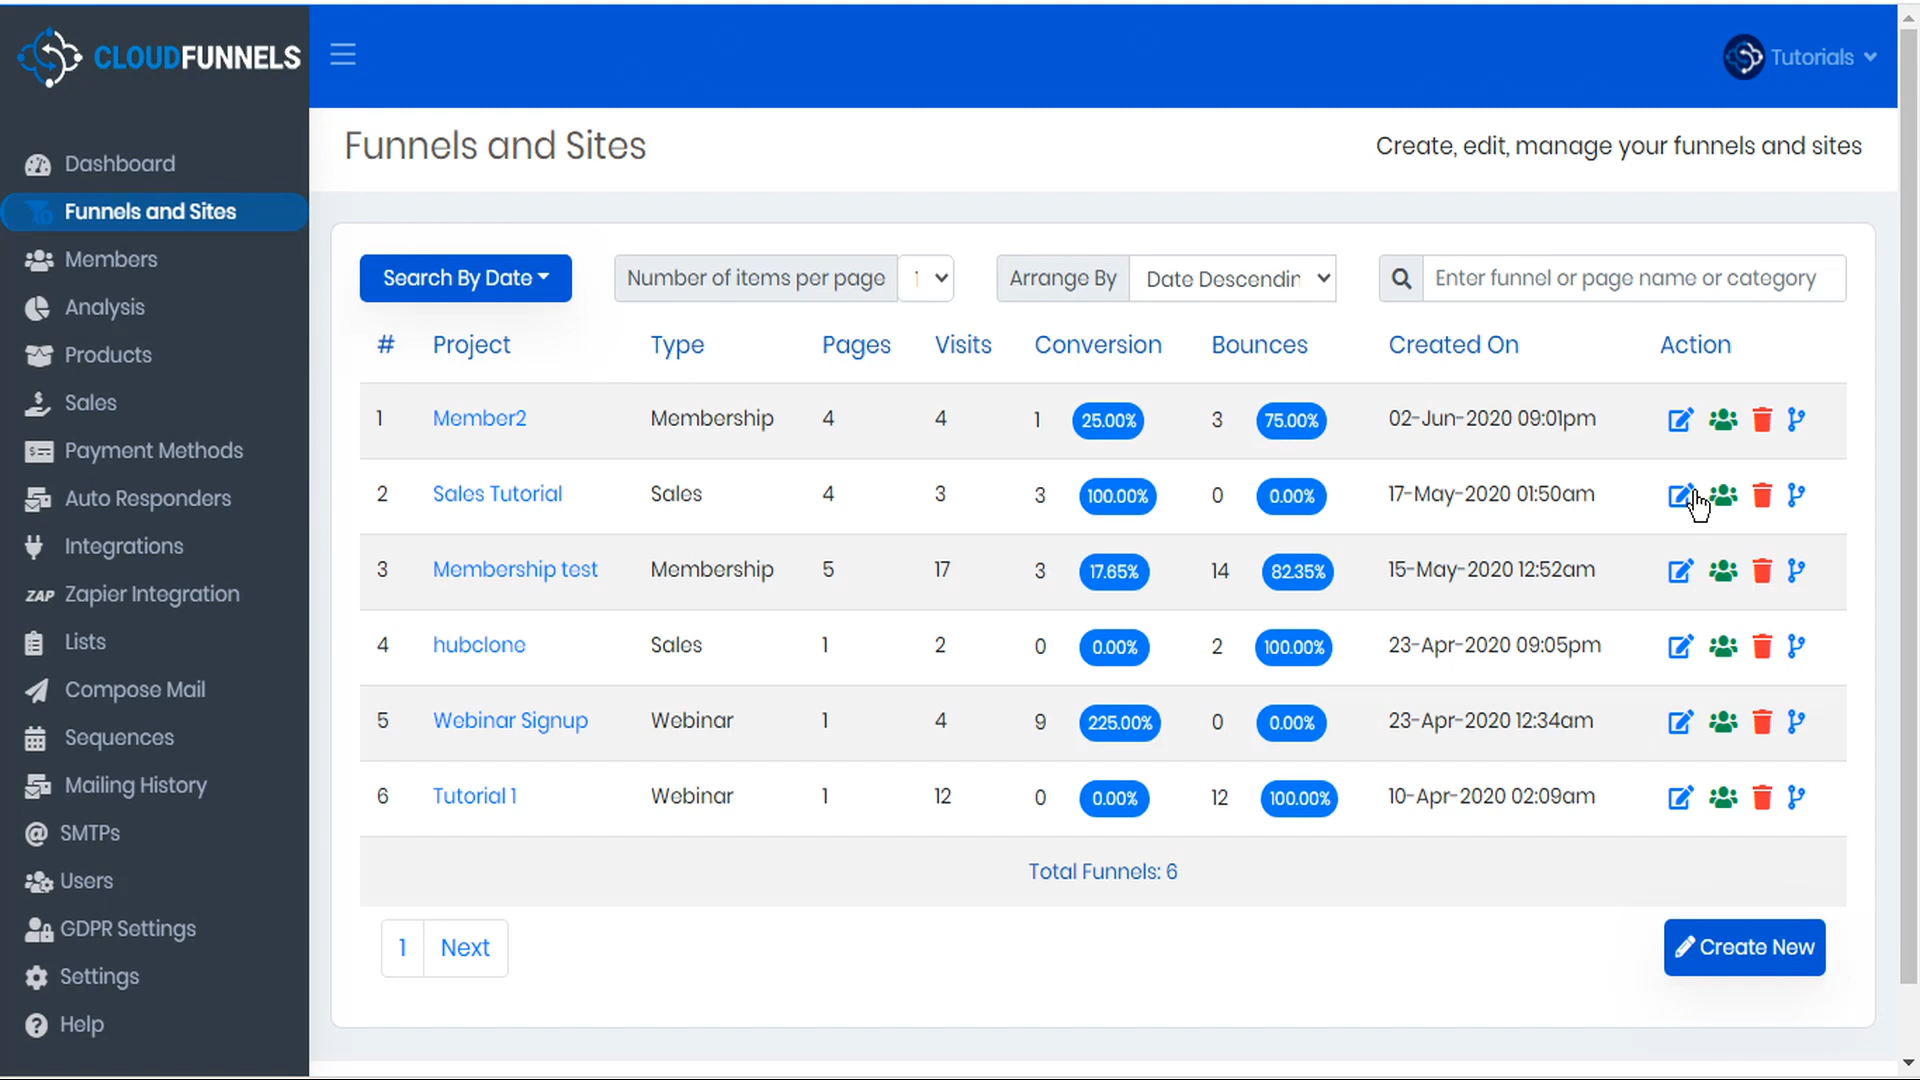 CLOUDFUNNELS
Tutorials
Dashboard
Funnels and Sites
Members
Analysis
Products
Sales
Payment Methods
Auto Responders
Integrations
ZAP Zapier Integration
Lists
Compose Mail
Sequences
Mailing History
SMTPs
Users
GDPR Settings
Settings
Help
Funnels and Sites
Create, edit, manage your funnels and sites
Search By Date
Number of items per page
Arrange By Date Descendin
Enter funnel or page name or category
# Project Type Pages Visits Conversion Bounces Created On Action
1 Member2 Membership 4 4 1 25.00% 3 75.00% 02-Jun-2020 09:01pm
2 Sales Tutorial Sales 4 3 3 100.00% 0 0.00% 17-May-2020 01:50am
3 Membership test Membership 5 17 3 17.65% 14 82.35% 15-May-2020 12:52am
4 hubclone Sales 1 2 0 0.00% 2 100.00% 23-Apr-2020 09:05pm
5 Webinar Signup Webinar 1 4 9 225.00% 0 0.00% 23-Apr-2020 12:34am
6 Tutorial 1 Webinar 1 12 0 0.00% 12 100.00% 10-Apr-2020 02:09am
Total Funnels: 6
1 Next
Create New